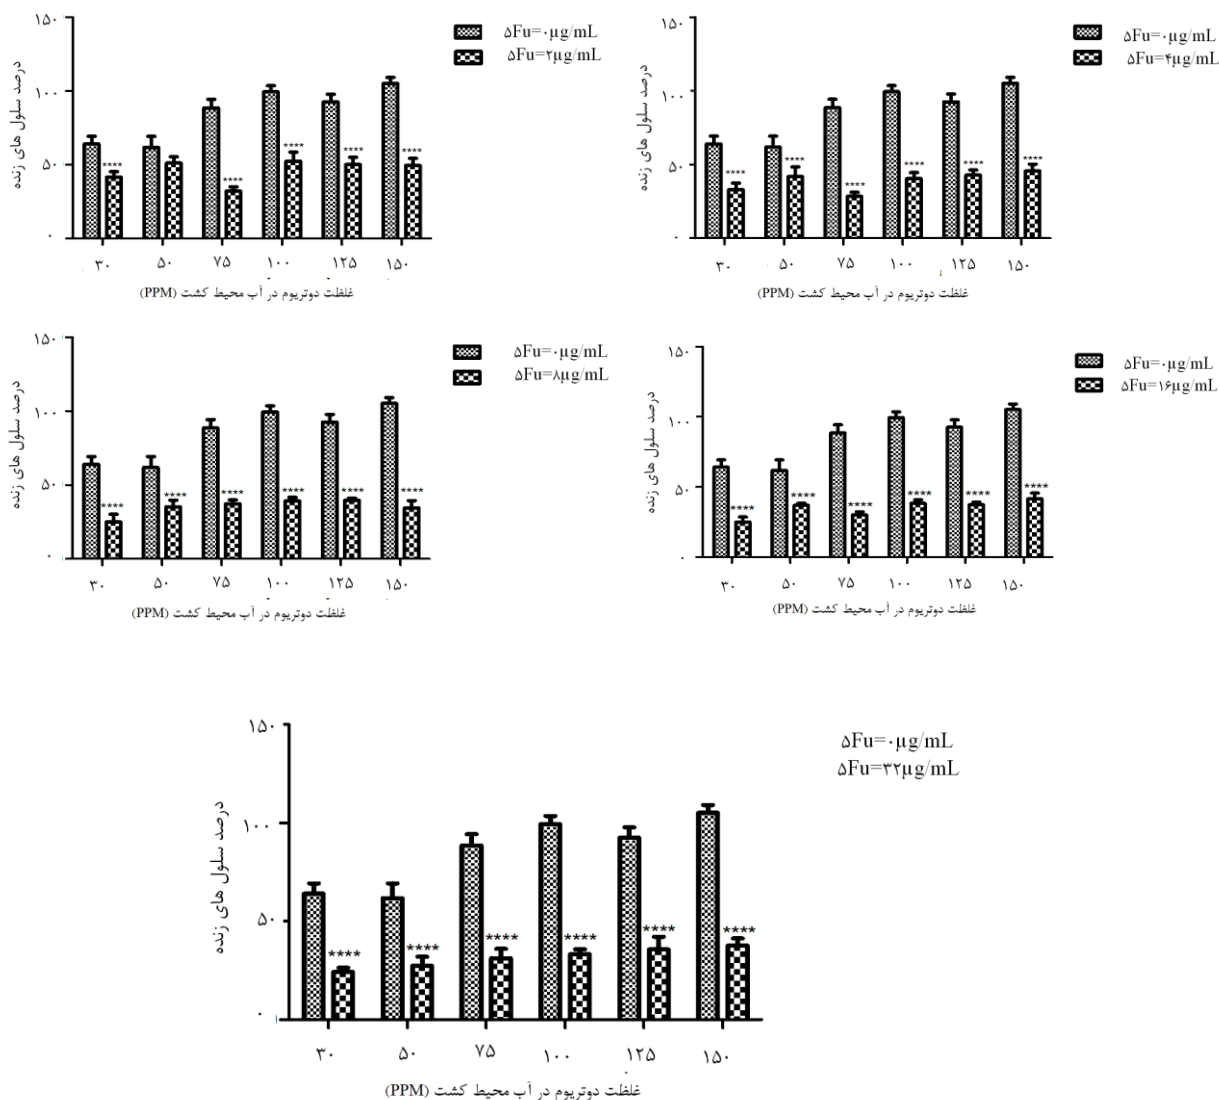 ۱۵۰
۱۰۰
۵۰
۰
درصد سلول های زنده
۵Fu=۰µg/mL
۵Fu=۲µg/mL
****
****
****
****
****
۳۰ ۵۰ ۷۵ ۱۰۰ ۱۲۵ ۱۵۰
غلظت دوتریوم در آب محیط کشت (PPM)
۱۵۰
۱۰۰
۵۰
۰
درصد سلول های زنده
۵Fu=۰µg/mL
۵Fu=۴µg/mL
****
****
****
****
****
****
۳۰ ۵۰ ۷۵ ۱۰۰ ۱۲۵ ۱۵۰
غلظت دوتریوم در آب محیط کشت (PPM)
۱۵۰
۱۰۰
۵۰
۰
درصد سلول های زنده
۵Fu=۰µg/mL
۵Fu=۸µg/mL
****
****
****
****
****
****
۳۰ ۵۰ ۷۵ ۱۰۰ ۱۲۵ ۱۵۰
غلظت دوتریوم در آب محیط کشت (PPM)
۱۵۰
۱۰۰
۵۰
۰
درصد سلول های زنده
۵Fu=۰µg/mL
۵Fu=۱۶µg/mL
****
****
****
****
****
****
۳۰ ۵۰ ۷۵ ۱۰۰ ۱۲۵ ۱۵۰
غلظت دوتریوم در آب محیط کشت (PPM)
۱۵۰
۱۰۰
۵۰
۰
درصد سلول های زنده
۵Fu=۰µg/mL
۵Fu=۳۲µg/mL
****
****
****
****
****
****
۳۰ ۵۰ ۷۵ ۱۰۰ ۱۲۵ ۱۵۰
غلظت دوتریوم در آب محیط کشت (PPM)